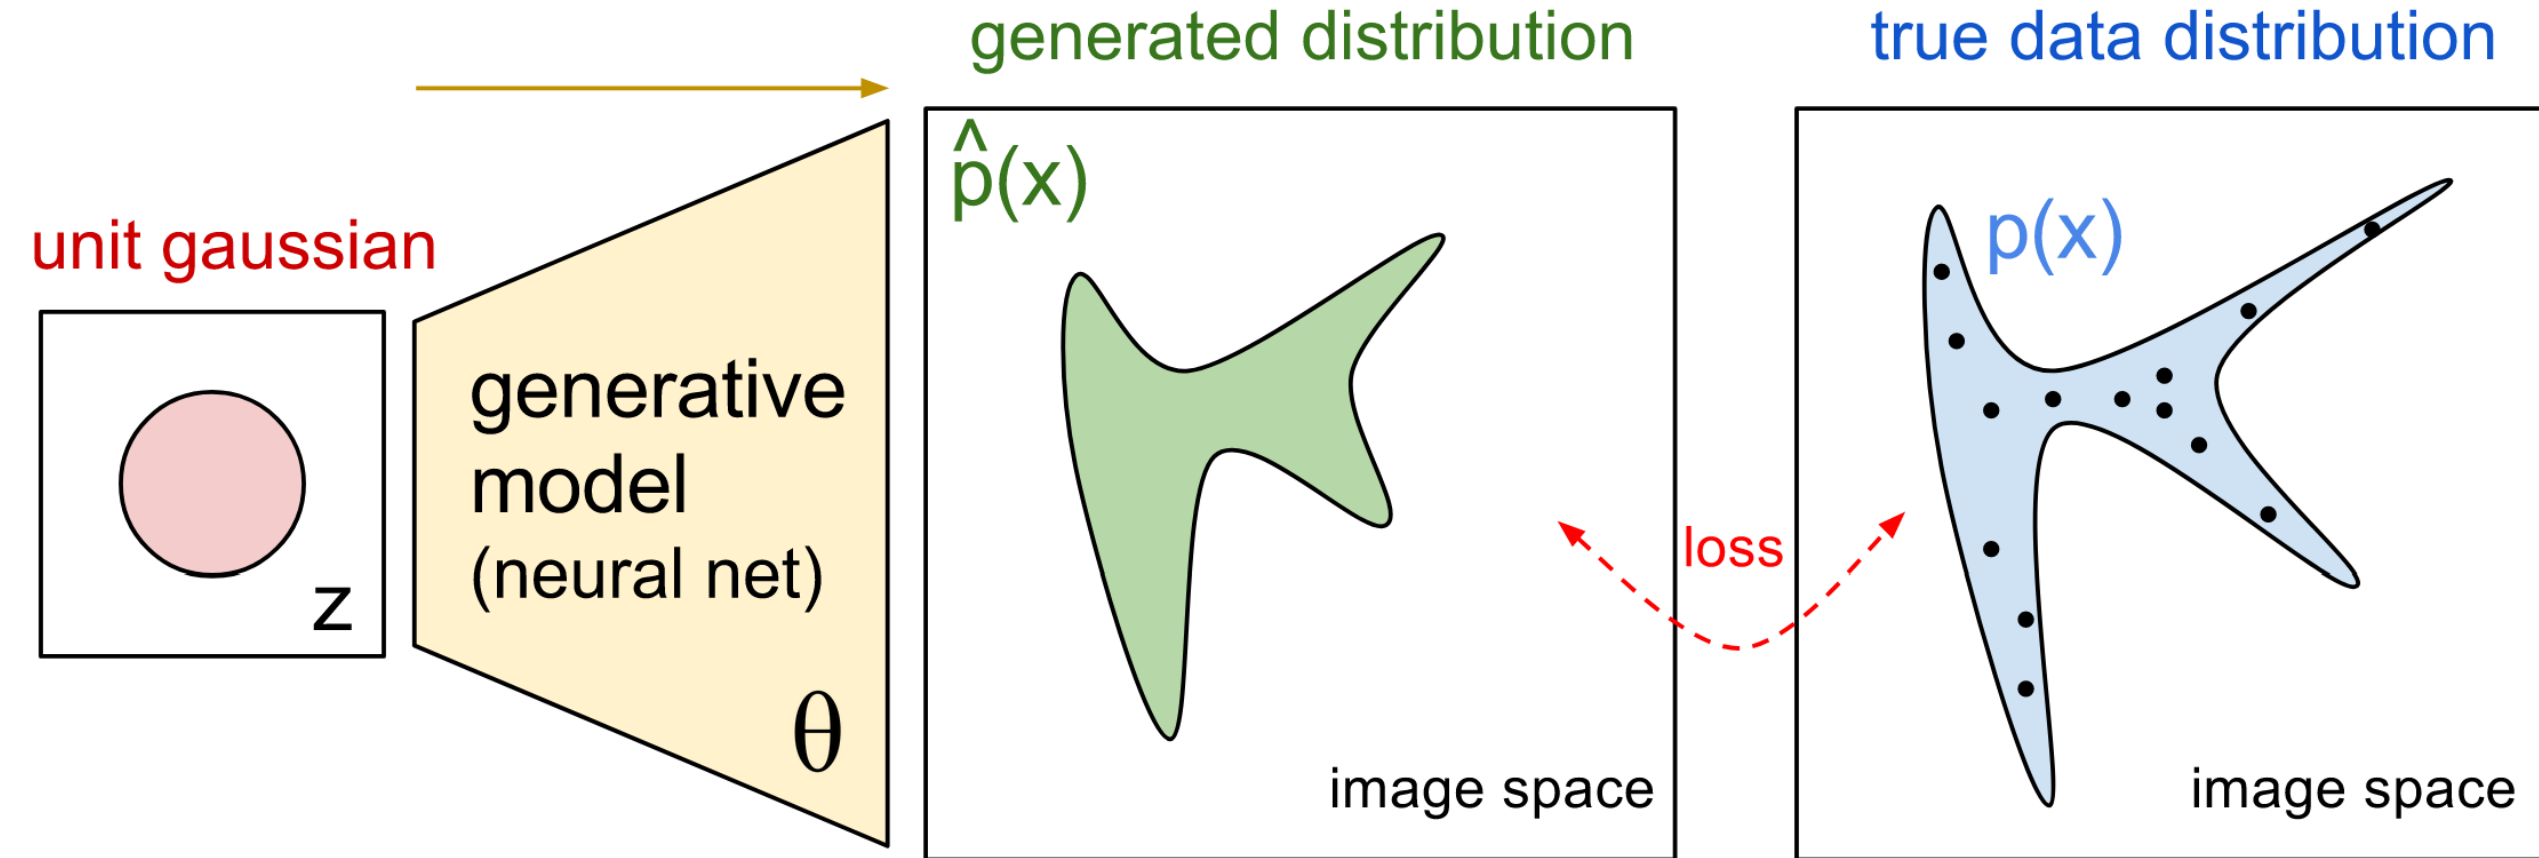 generated distribution
true data distribution
unit gaussian
z
generative
model
(neural net)
θ
p̂(x)
image space
loss
p(x)
image space